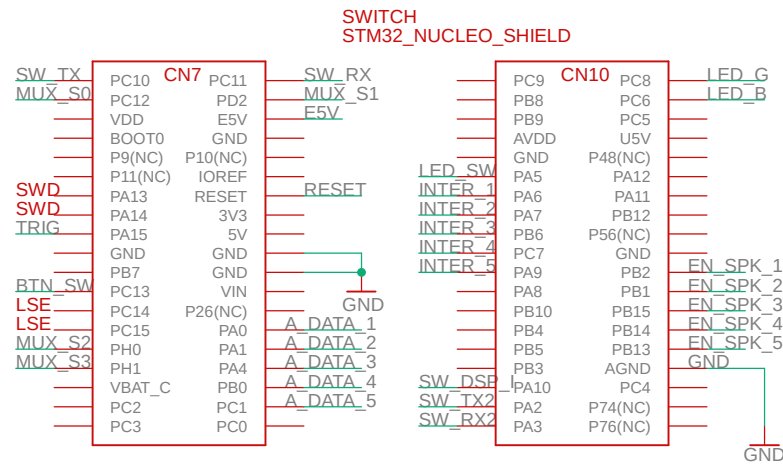 SWITCH
STM32_NUCLEO_SHIELD
CN7
SW_TX PC10 PC11 SW_RX
MUX_S0 PC12 PD2 MUX_S1
VDD E5V E5V
BOOT0 GND
P9(NC) P10(NC)
P11(NC) IOREF
SWD PA13 RESET RESET
SWD PA14 3V3
TRIG PA15 5V
GND GND
PB7 GND
BTN_SW PC13 VIN
GND
LSE PC14 P26(NC)
LSE PC15 PA0 A_DATA_1
MUX_S2 PH0 PA1 A_DATA_2
MUX_S3 PH1 PA4 A_DATA_3
VBAT_C PB0 A_DATA_4
PC2 PC1 A_DATA_5
PC3 PC0
CN10
PC9 PC8 LED_G
PB8 PC6 LED_B
PB9 PC5
AVDD U5V
GND P48(NC)
LED_SW PA5 PA12
INTER_1 PA6 PA11
INTER_2 PA7 PB12
INTER_3 PB6 P56(NC)
INTER_4 PC7 GND
INTER_5 PA9 PB2 EN_SPK_1
PA8 PB1 EN_SPK_2
PB10 PB15 EN_SPK_3
PB4 PB14 EN_SPK_4
PB5 PB13 EN_SPK_5
PB3 AGND GND
SW_DSP_I PA10 PC4
SW_TX2 PA2 P74(NC)
SW_RX2 PA3 P76(NC)
GND